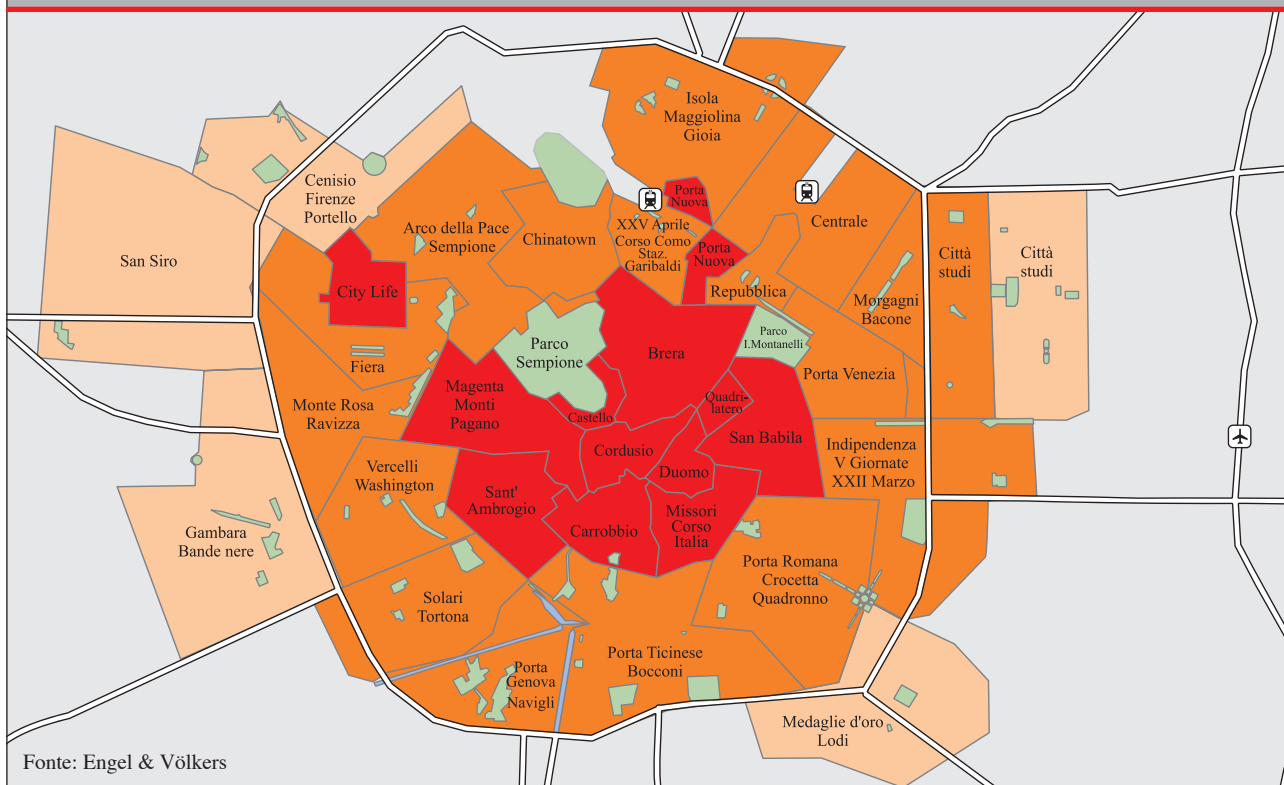 Isola
Maggiolina
Gioia
Cenisio
Firenze
Portello
Porta
Nuova
Arco della Pace
Sempione
Chinatown
XXV Aprile
Corso Como
Staz.
Garibaldi
Centrale
San Siro
City Life
Porta
Nuova
Repubblica
Città
studi
Città
studi
Morgagni
Bacone
Parco
Sempione
Brera
Parco
I.Montanelli
Fiera
Porta Venezia
Magenta
Monti
Pagano
Quadri-
latero
Monte Rosa
Ravizza
Castello
Cordusio
San Babila
Indipendenza
V Giornate
XXII Marzo
Vercelli
Washington
Duomo
Sant'
Ambrogio
Carrobbio
Missori
Corso
Italia
Gambara
Bande nere
Porta Romana
Crocetta
Quadronno
Solari
Tortona
Porta
Genova
Navigli
Porta Ticinese
Bocconi
Medaglie d'oro
Lodi
Fonte: Engel & Völkers